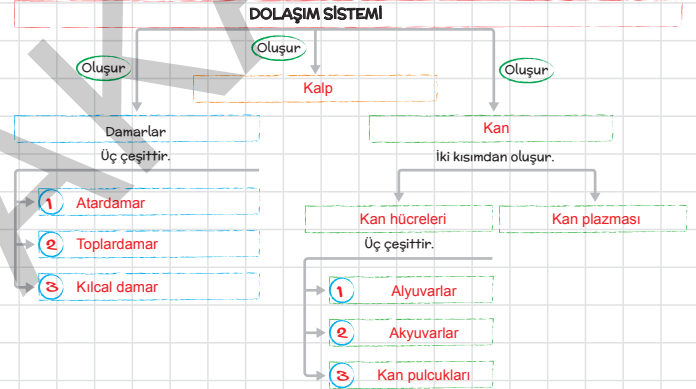 DOLAŞIM SİSTEMİ
Oluşur
Oluşur
Oluşur
Kalp
Damarlar
Kan
Üç çeşittir.
İki kısımdan oluşur.
1 Atardamar
Kan hücreleri
Kan plazması
2 Toplardamar
Üç çeşittir.
3 Kılcal damar
1 Alyuvarlar
2 Akyuvarlar
3 Kan pulcukları